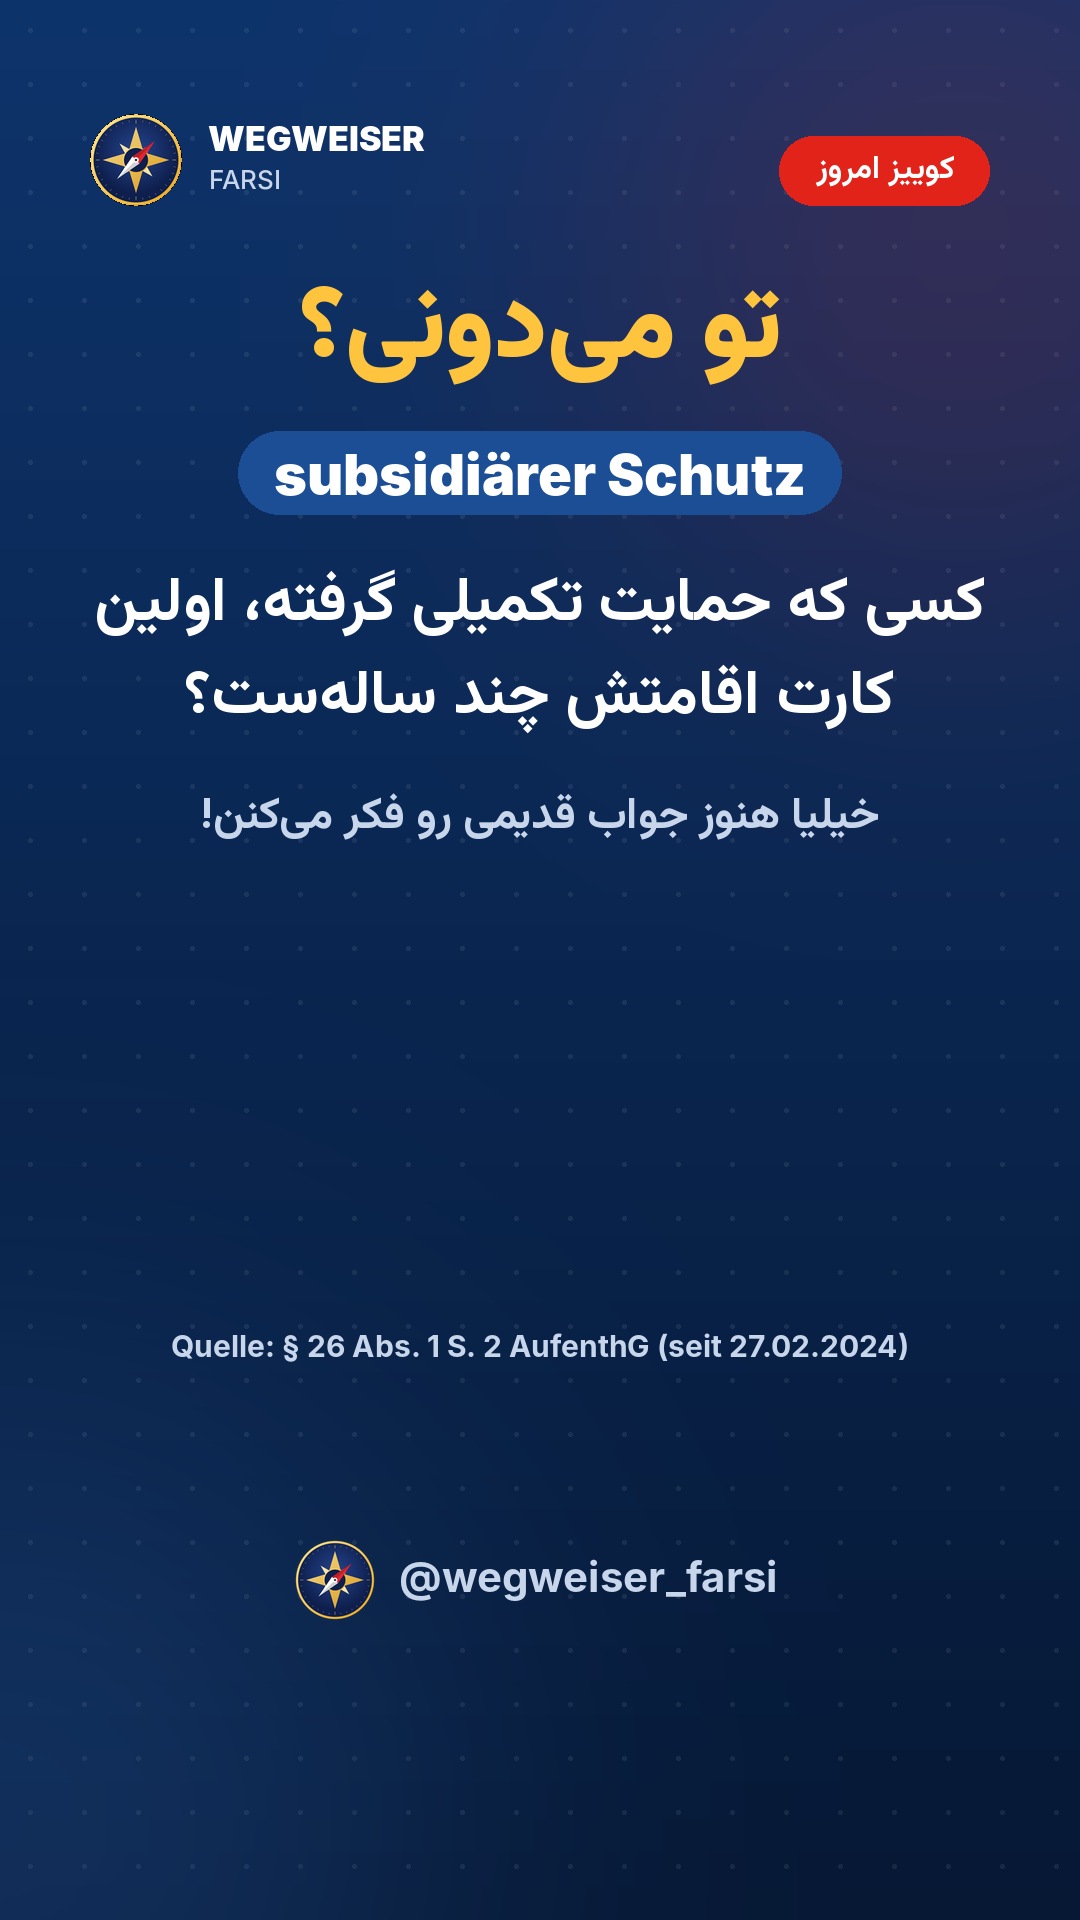 WEGWEISER
FARSI
کوییز امروز
تو می‌دونی؟
subsidiärer Schutz
کسی که حمایت تکمیلی گرفته، اولین
کارت اقامتش چند ساله‌ست؟
خیلیا هنوز جواب قدیمی رو فکر می‌کنن!
Quelle: § 26 Abs. 1 S. 2 AufenthG (seit 27.02.2024)
@wegweiser_farsi